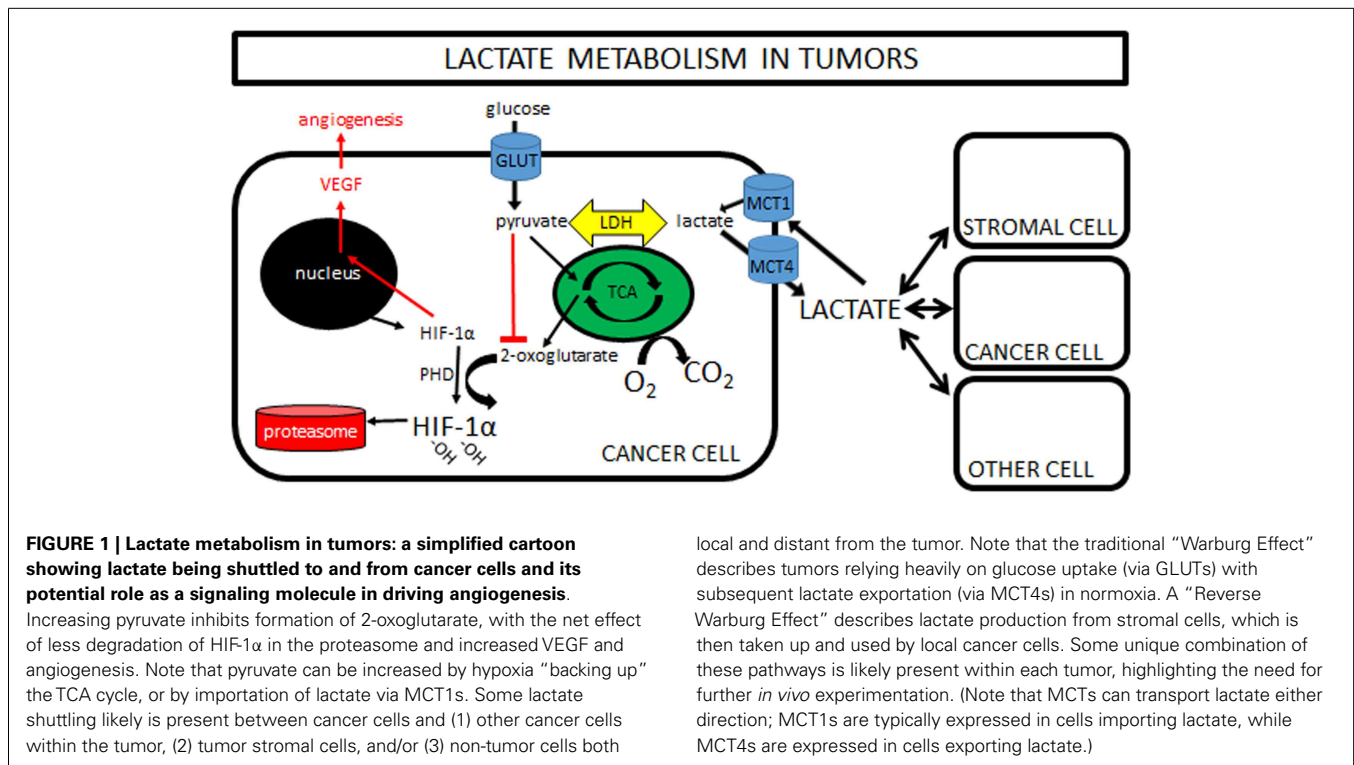 LACTATE METABOLISM IN TUMORS
glucose
angiogenesis
GLUT
VEGF
MCT1
pyruvate
LDH
lactate
STROMAL CELL
nucleus
MCT4
TCA
LACTATE
HIF-1α
2-oxoglutarate
CANCER CELL
PHD
O2
CO2
proteasome
HIF-1α
-OH
-OH
CANCER CELL
OTHER CELL
FIGURE 1 | Lactate metabolism in tumors: a simplified cartoon
showing lactate being shuttled to and from cancer cells and its
potential role as a signaling molecule in driving angiogenesis.
Increasing pyruvate inhibits formation of 2-oxoglutarate, with the net effect
of less degradation of HIF-1α in the proteasome and increased VEGF and
angiogenesis. Note that pyruvate can be increased by hypoxia “backing up”
the TCA cycle, or by importation of lactate via MCT1s. Some lactate
shuttling likely is present between cancer cells and (1) other cancer cells
within the tumor, (2) tumor stromal cells, and/or (3) non-tumor cells both
local and distant from the tumor. Note that the traditional “Warburg Effect”
describes tumors relying heavily on glucose uptake (via GLUTs) with
subsequent lactate exportation (via MCT4s) in normoxia. A “Reverse
Warburg Effect” describes lactate production from stromal cells, which is
then taken up and used by local cancer cells. Some unique combination of
these pathways is likely present within each tumor, highlighting the need for
further in vivo experimentation. (Note that MCTs can transport lactate either
direction; MCT1s are typically expressed in cells importing lactate, while
MCT4s are expressed in cells exporting lactate.)